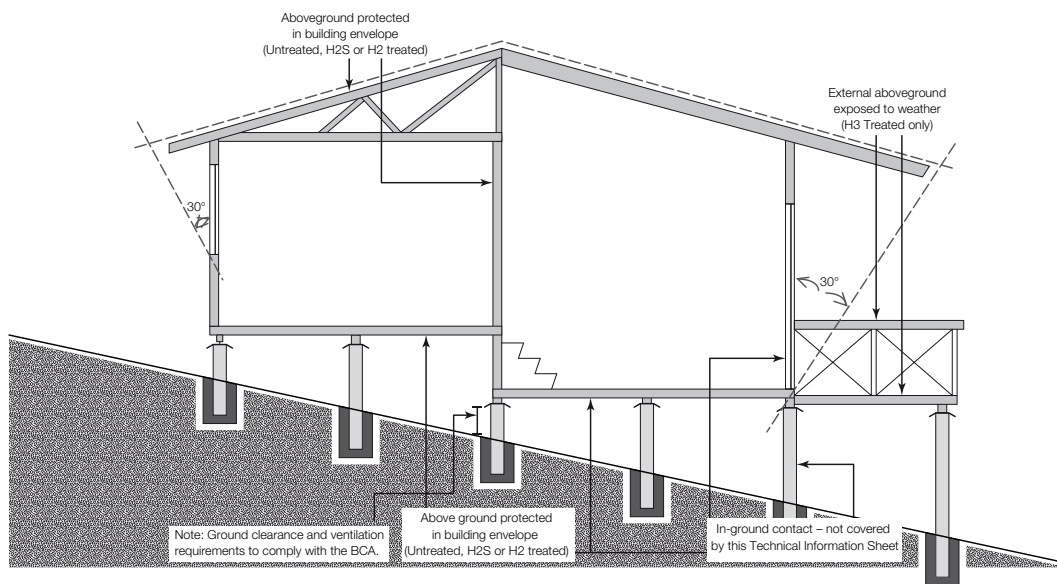 Aboveground protected
in building envelope
(Untreated, H2S or H2 treated)
External aboveground
exposed to weather
(H3 Treated only)
30°
30°
Note: Ground clearance and ventilation
requirements to comply with the BCA.
Above ground protected
in building envelope
(Untreated, H2S or H2 treated)
In-ground contact – not covered
by this Technical Information Sheet